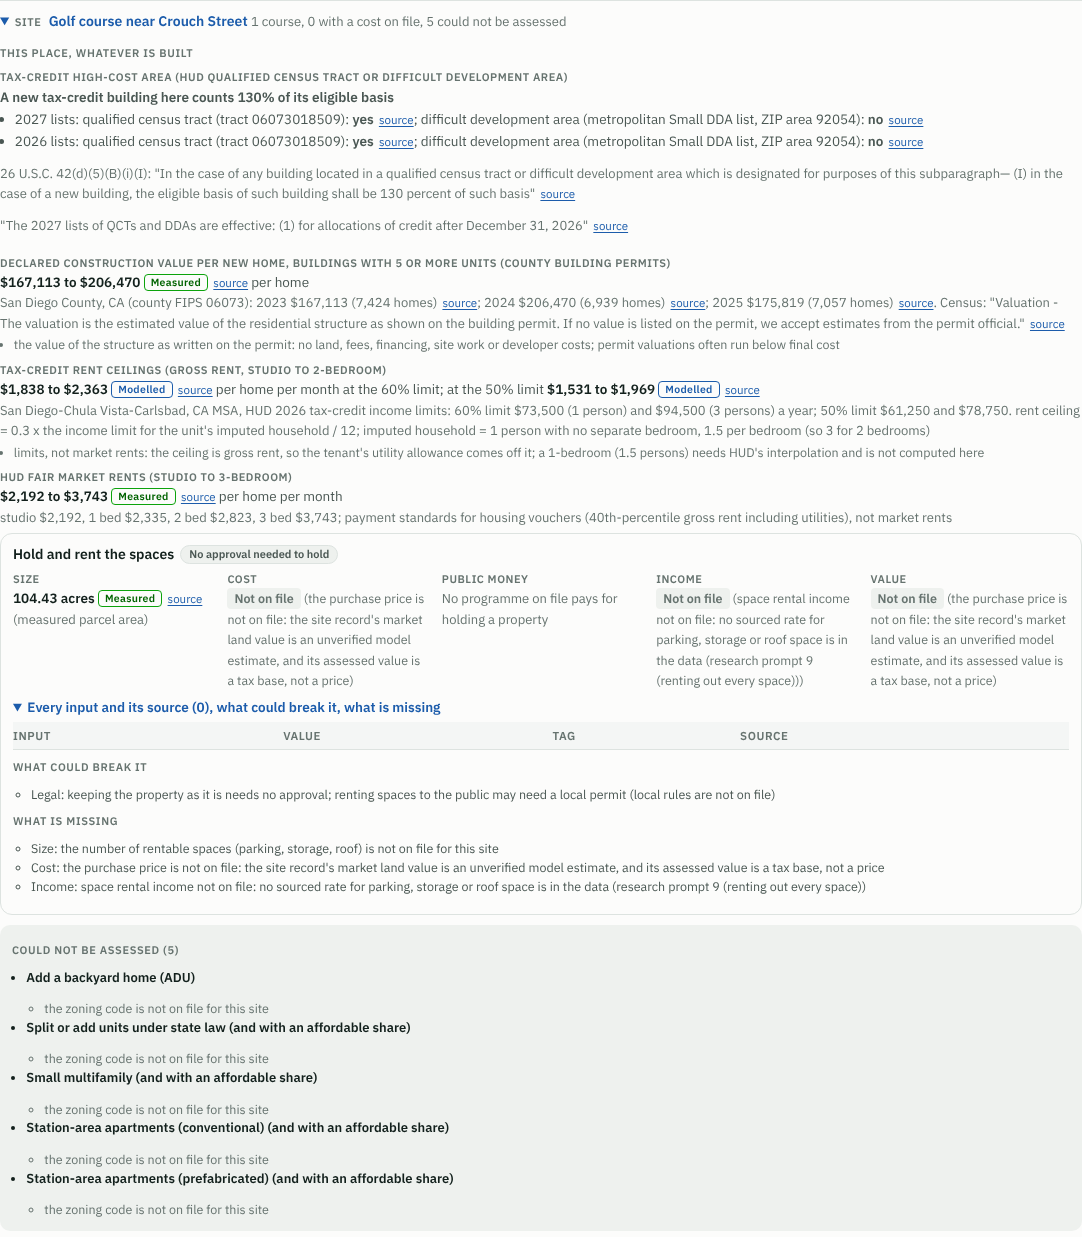 ▼ SITE Golf course near Crouch Street 1 course, 0 with a cost on file, 5 could not be assessed
THIS PLACE, WHATEVER IS BUILT
TAX-CREDIT HIGH-COST AREA (HUD QUALIFIED CENSUS TRACT OR DIFFICULT DEVELOPMENT AREA)
A new tax-credit building here counts 130% of its eligible basis
• 2027 lists: qualified census tract (tract 06073018509): yes source; difficult development area (metropolitan Small DDA list, ZIP area 92054): no source
• 2026 lists: qualified census tract (tract 06073018509): yes source; difficult development area (metropolitan Small DDA list, ZIP area 92054): no source
26 U.S.C. 42(d)(5)(B)(i)(I): "In the case of any building located in a qualified census tract or difficult development area which is designated for purposes of this subparagraph— (I) in the
case of a new building, the eligible basis of such building shall be 130 percent of such basis" source
"The 2027 lists of QCTs and DDAs are effective: (1) for allocations of credit after December 31, 2026" source
DECLARED CONSTRUCTION VALUE PER NEW HOME, BUILDINGS WITH 5 OR MORE UNITS (COUNTY BUILDING PERMITS)
$167,113 to $206,470 Measured source per home
San Diego County, CA (county FIPS 06073): 2023 $167,113 (7,424 homes) source; 2024 $206,470 (6,939 homes) source; 2025 $175,819 (7,057 homes) source. Census: "Valuation -
The valuation is the estimated value of the residential structure as shown on the building permit. If no value is listed on the permit, we accept estimates from the permit official." source
• the value of the structure as written on the permit: no land, fees, financing, site work or developer costs; permit valuations often run below final cost
TAX-CREDIT RENT CEILINGS (GROSS RENT, STUDIO TO 2-BEDROOM)
$1,838 to $2,363 Modelled source per home per month at the 60% limit; at the 50% limit $1,531 to $1,969 Modelled source
San Diego-Chula Vista-Carlsbad, CA MSA, HUD 2026 tax-credit income limits: 60% limit $73,500 (1 person) and $94,500 (3 persons) a year; 50% limit $61,250 and $78,750. rent ceiling
= 0.3 x the income limit for the unit's imputed household / 12; imputed household = 1 person with no separate bedroom, 1.5 per bedroom (so 3 for 2 bedrooms)
• limits, not market rents: the ceiling is gross rent, so the tenant's utility allowance comes off it; a 1-bedroom (1.5 persons) needs HUD's interpolation and is not computed here
HUD FAIR MARKET RENTS (STUDIO TO 3-BEDROOM)
$2,192 to $3,743 Measured source per home per month
studio $2,192, 1 bed $2,335, 2 bed $2,823, 3 bed $3,743; payment standards for housing vouchers (40th-percentile gross rent including utilities), not market rents
Hold and rent the spaces No approval needed to hold
SIZE
104.43 acres Measured source
(measured parcel area)
COST
Not on file (the purchase price is
not on file: the site record's market
land value is an unverified model
estimate, and its assessed value is
a tax base, not a price)
PUBLIC MONEY
No programme on file pays for
holding a property
INCOME
Not on file (space rental income
not on file: no sourced rate for
parking, storage or roof space is in
the data (research prompt 9
(renting out every space)))
VALUE
Not on file (the purchase price is
not on file: the site record's market
land value is an unverified model
estimate, and its assessed value is
a tax base, not a price)
▼ Every input and its source (0), what could break it, what is missing
INPUT VALUE TAG SOURCE
WHAT COULD BREAK IT
◦ Legal: keeping the property as it is needs no approval; renting spaces to the public may need a local permit (local rules are not on file)
WHAT IS MISSING
◦ Size: the number of rentable spaces (parking, storage, roof) is not on file for this site
◦ Cost: the purchase price is not on file: the site record's market land value is an unverified model estimate, and its assessed value is a tax base, not a price
◦ Income: space rental income not on file: no sourced rate for parking, storage or roof space is in the data (research prompt 9 (renting out every space))
COULD NOT BE ASSESSED (5)
• Add a backyard home (ADU)
◦ the zoning code is not on file for this site
• Split or add units under state law (and with an affordable share)
◦ the zoning code is not on file for this site
• Small multifamily (and with an affordable share)
◦ the zoning code is not on file for this site
• Station-area apartments (conventional) (and with an affordable share)
◦ the zoning code is not on file for this site
• Station-area apartments (prefabricated) (and with an affordable share)
◦ the zoning code is not on file for this site